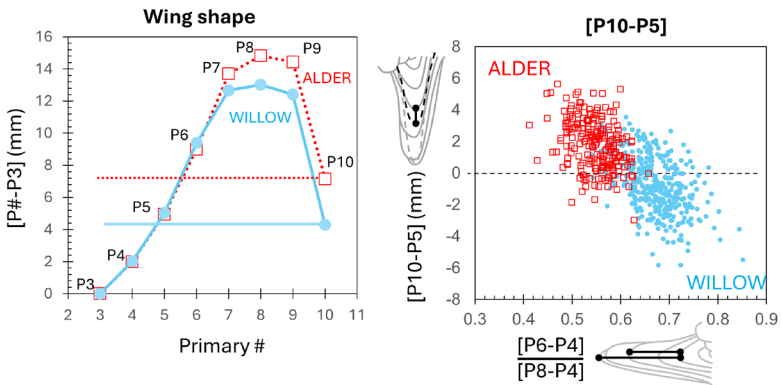 Wing shape
[P#-P3] (mm)
16
14
12
10
8
6
4
2
0
P3
P4
P5
P6
P7
P8
P9
P10
ALDER
WILLOW
2 3 4 5 6 7 8 9 10 11
Primary #
[P10-P5]
[P10-P5] (mm)
8
6
4
2
0
-2
-4
-6
-8
ALDER
WILLOW
0.3 0.4 0.5 0.6 0.7 0.8 0.9
[P6-P4]
[P8-P4]